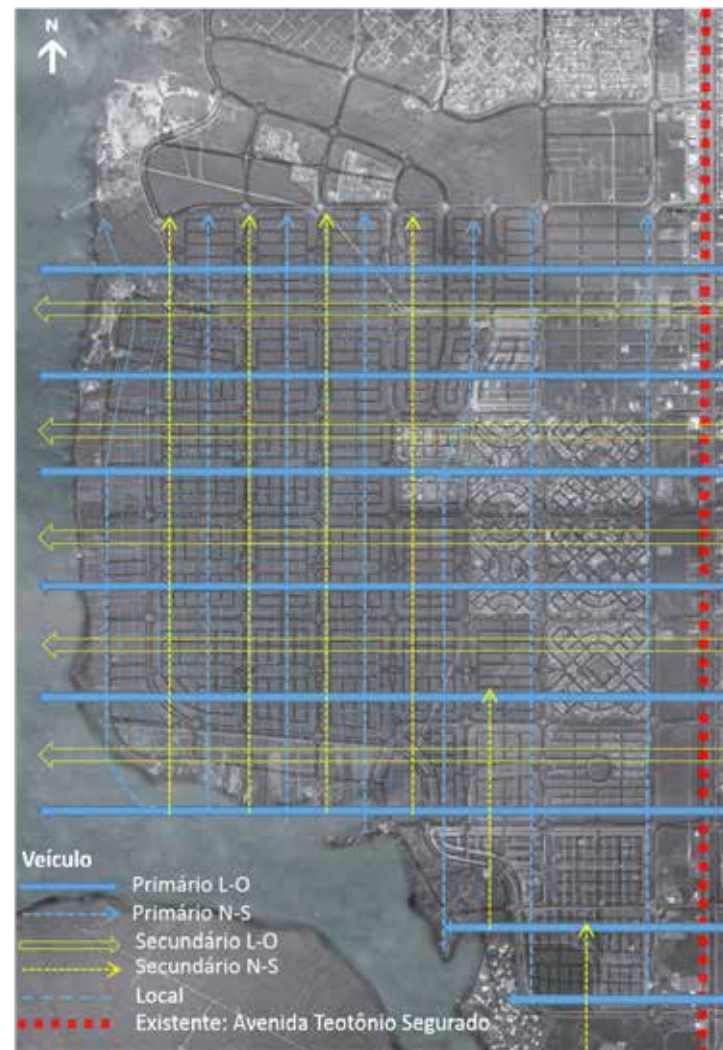 N
Veículo
Primário L-O
Primário N-S
Secundário L-O
Secundário N-S
Local
Existente: Avenida Teotônio Segurado